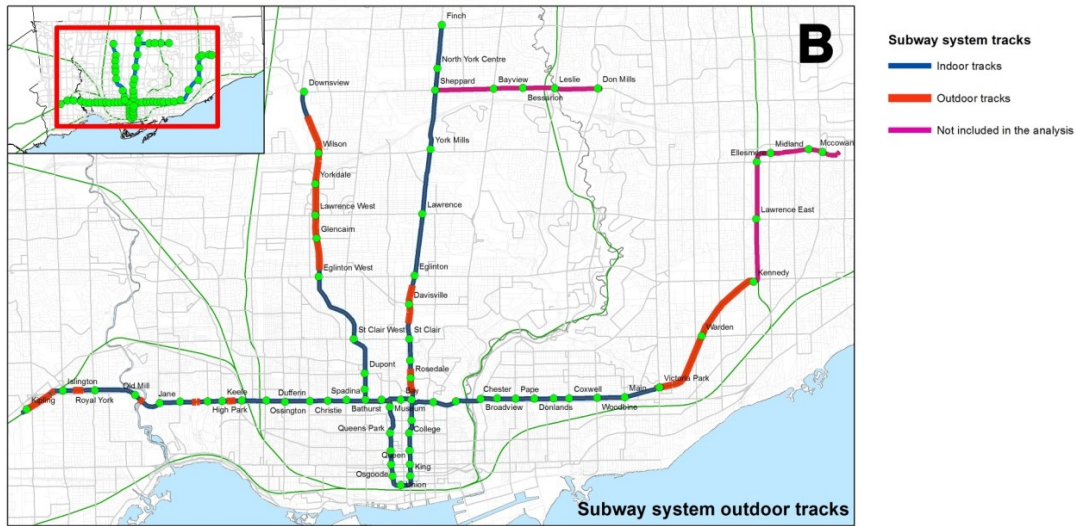 B
Subway system tracks
Indoor tracks
Outdoor tracks
Not included in the analysis
Finch
North York Centre
Sheppard
Bayview
Leslie
Don Mills
Bessarion
Downsview
York Mills
Wilson
Yorkdale
Lawrence West
Glencairn
Lawrence
Eglinton West
Eglinton
Davisville
St Clair West
St Clair
Dupont
Rosedale
Midland
Mccowan
Lawrence East
Kennedy
Warden
Victoria Park
Main
Islington
Kipling
Royal York
Old Mill
Jane
Keele
High Park
Dufferin
Ossington
Christie
Spadina
Bathurst
Bay
Museum
Chester
Broadview
Pape
Donlands
Coxwell
Woodbine
Queens Park
College
Queen
King
Osgoode
Union
Subway system outdoor tracks